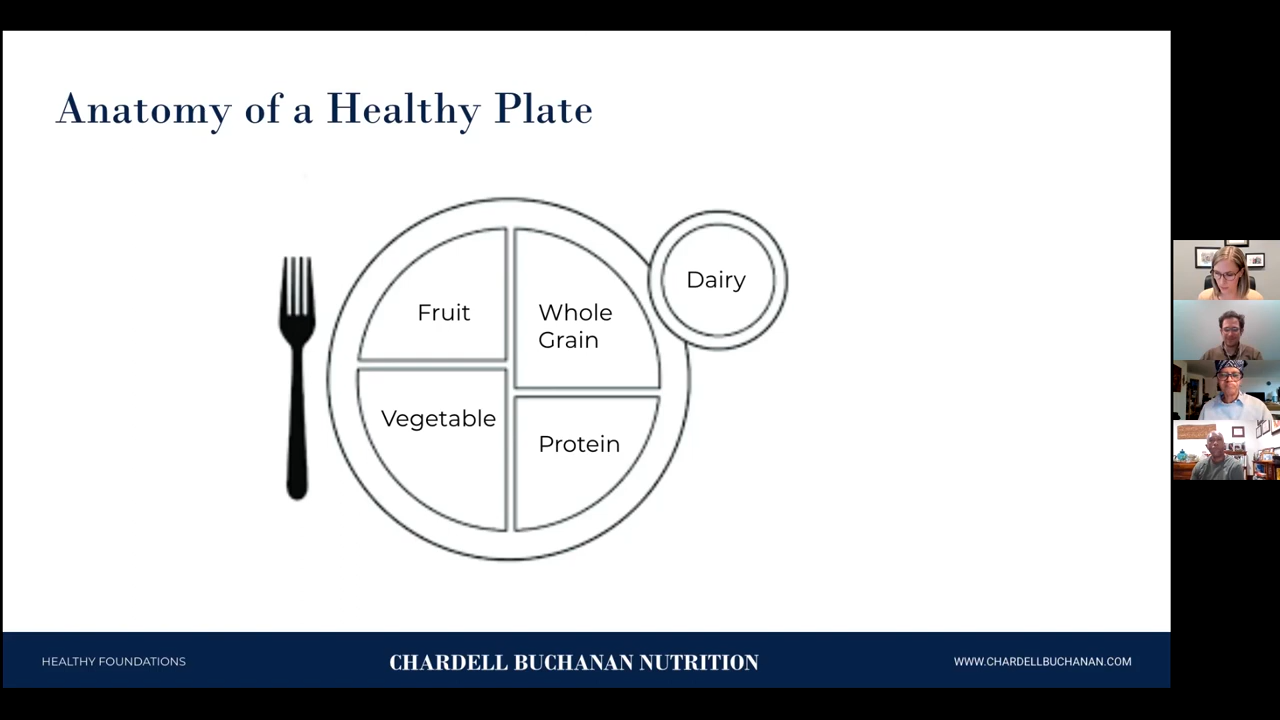 Anatomy of a Healthy Plate
Fruit
Whole
Grain
Dairy
Vegetable
Protein
HEALTHY FOUNDATIONS
CHARDELL BUCHANAN NUTRITION
WWW.CHARDELLBUCHANAN.COM